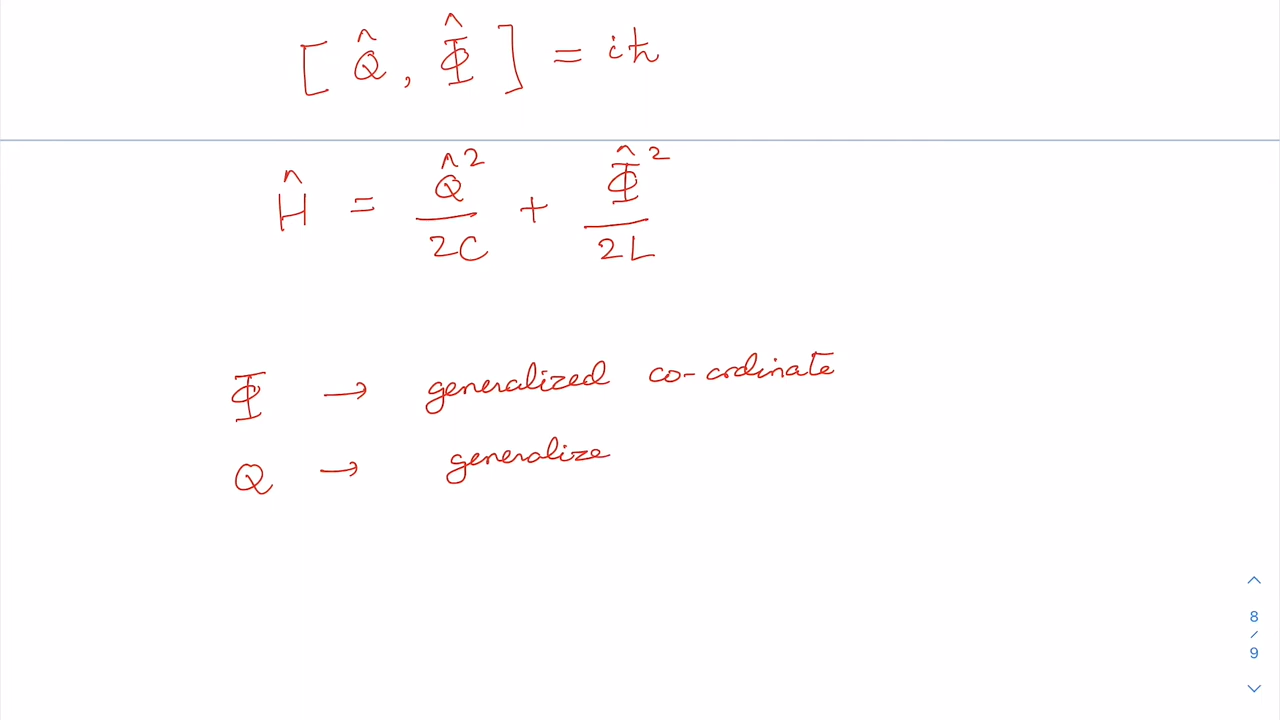 [ Q̂ , Φ̂ ] = iħ
Ĥ = Q̂²/2C + Φ̂²/2L
Φ → generalized co-ordinate
Q → generalize
8
/
9